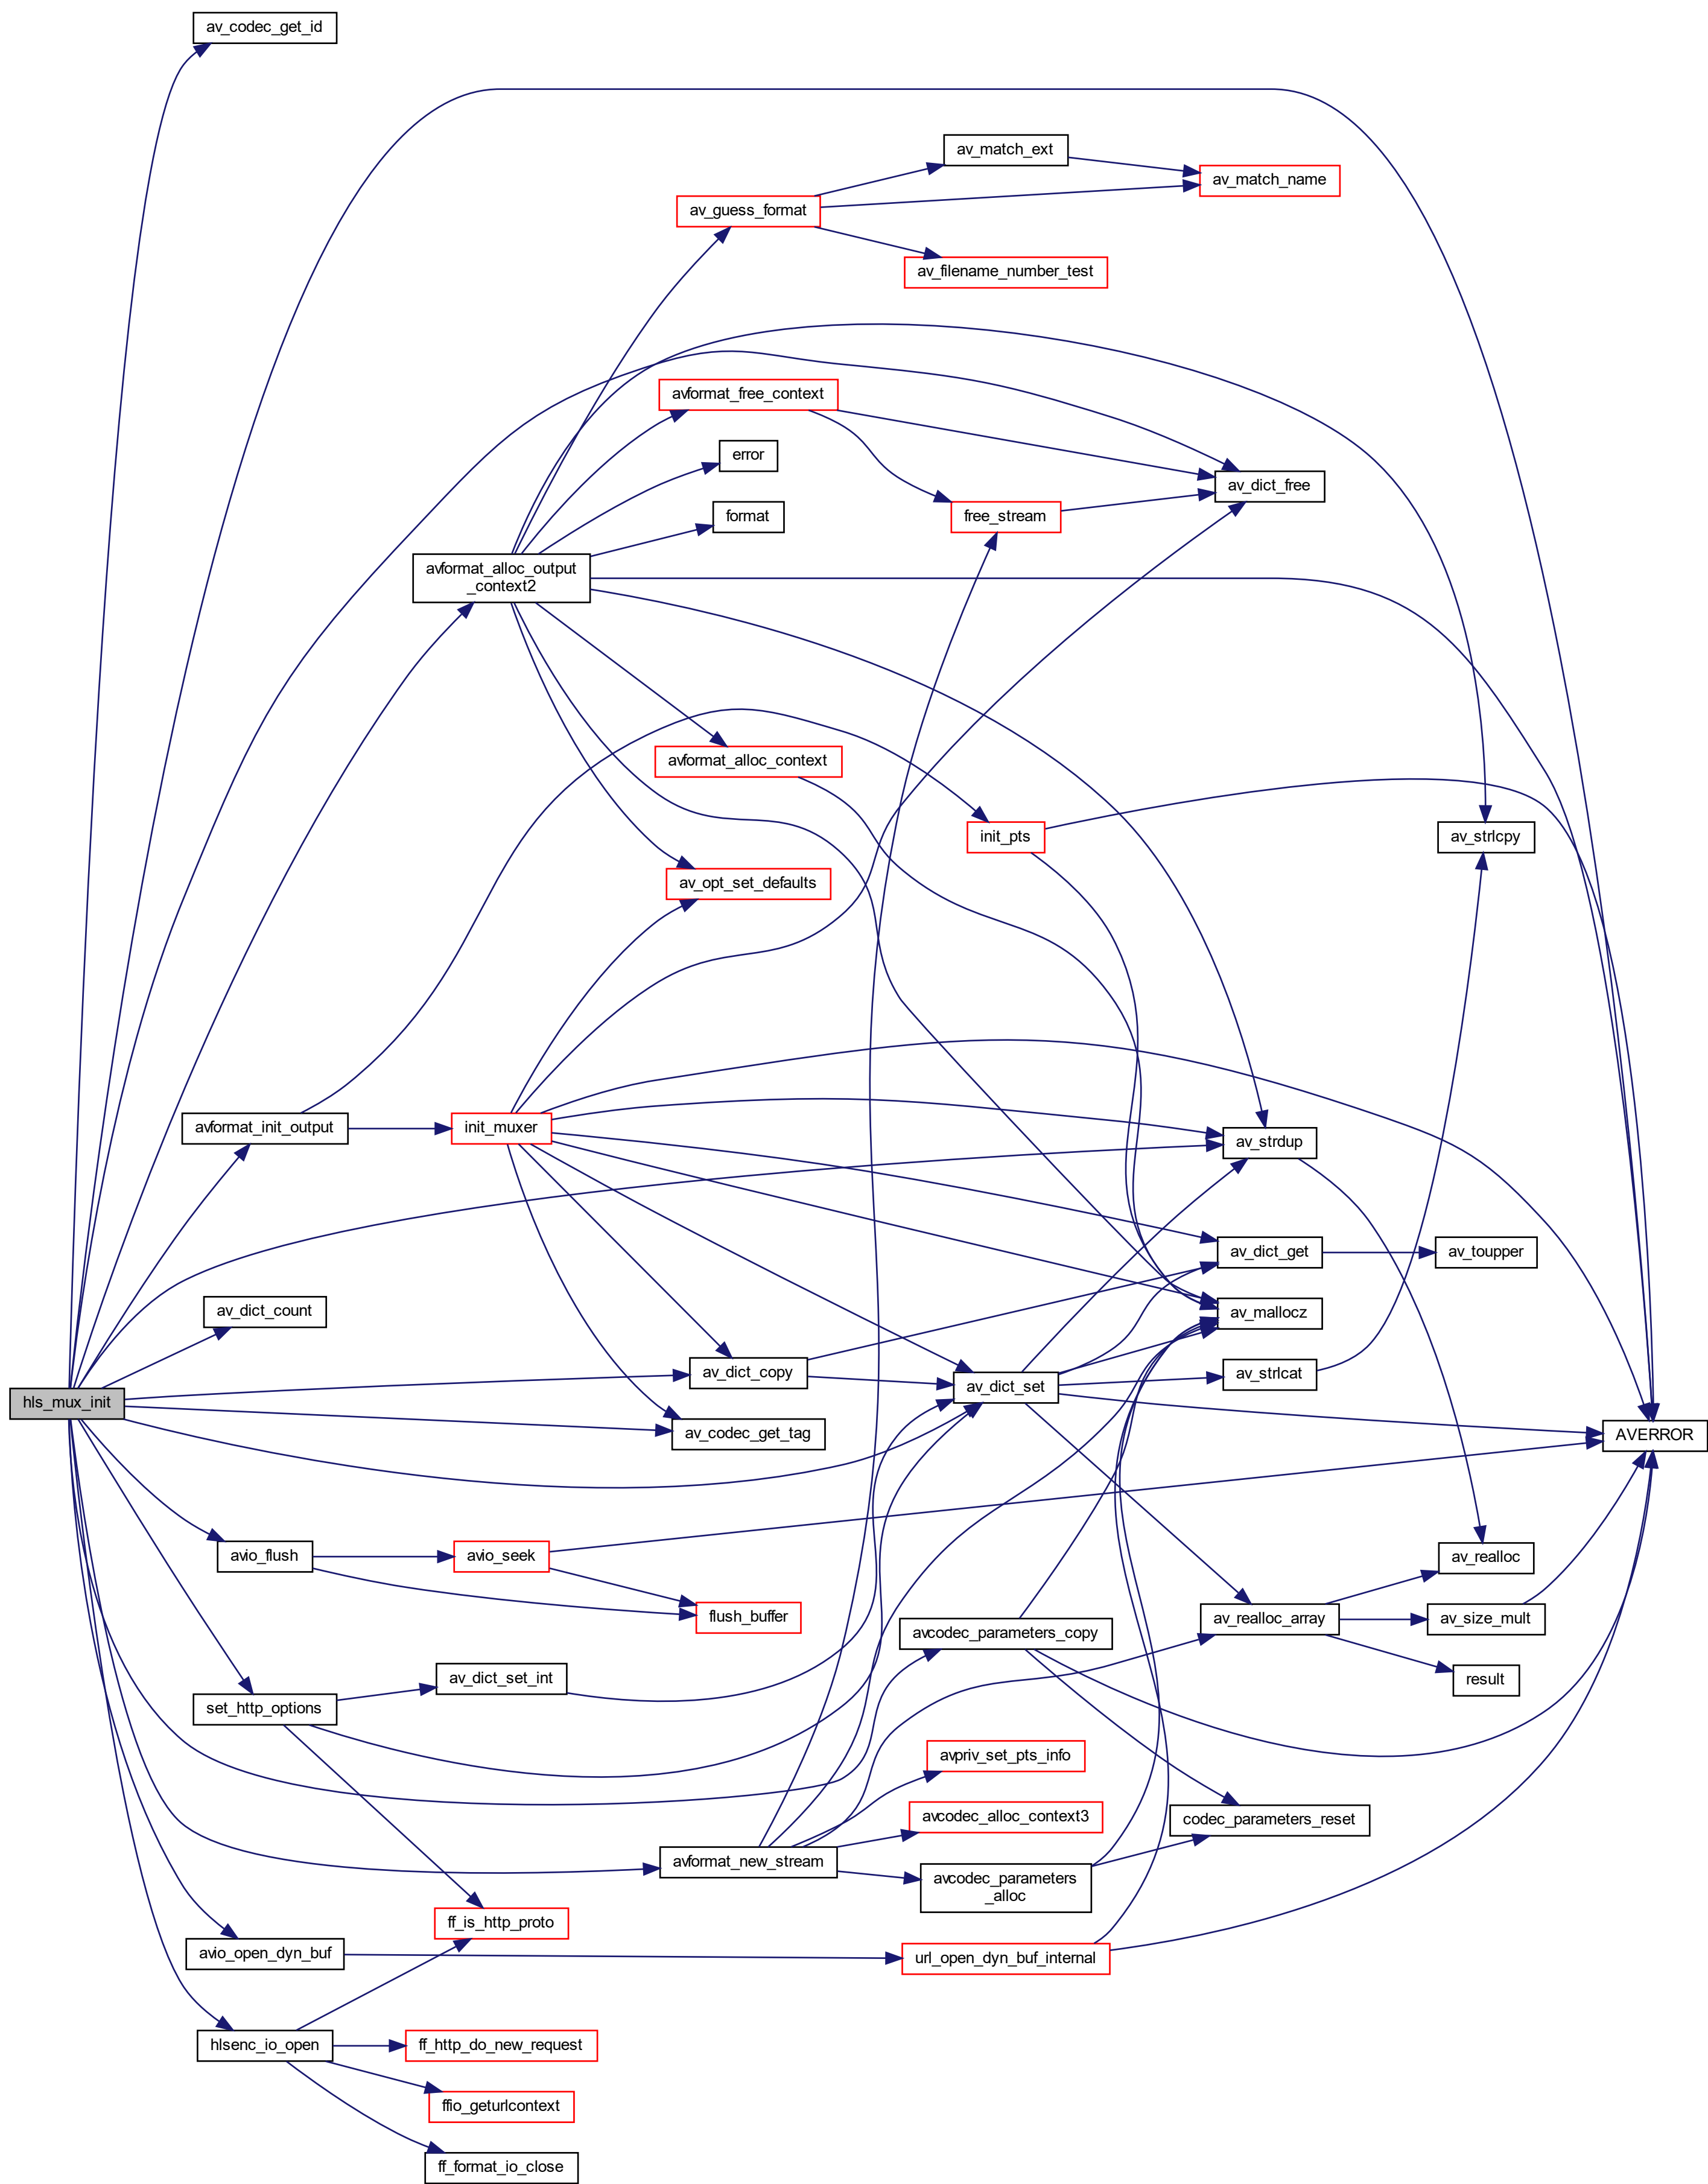 av_codec_get_id
av_match_ext
av_match_name
av_guess_format
av_filename_number_test
avformat_free_context
error
av_dict_free
free_stream
format
avformat_alloc_output
_context2
avformat_alloc_context
init_pts
av_strlcpy
av_opt_set_defaults
avformat_init_output
init_muxer
av_strdup
av_dict_get
av_toupper
av_dict_count
av_mallocz
av_dict_copy
av_strlcat
av_dict_set
hls_mux_init
av_codec_get_tag
AVERROR
avio_flush
avio_seek
av_realloc
flush_buffer
av_realloc_array
av_size_mult
avcodec_parameters_copy
av_dict_set_int
result
set_http_options
avpriv_set_pts_info
avcodec_alloc_context3
codec_parameters_reset
avformat_new_stream
avcodec_parameters
_alloc
ff_is_http_proto
avio_open_dyn_buf
url_open_dyn_buf_internal
hlsenc_io_open
ff_http_do_new_request
ffio_geturlcontext
ff_format_io_close